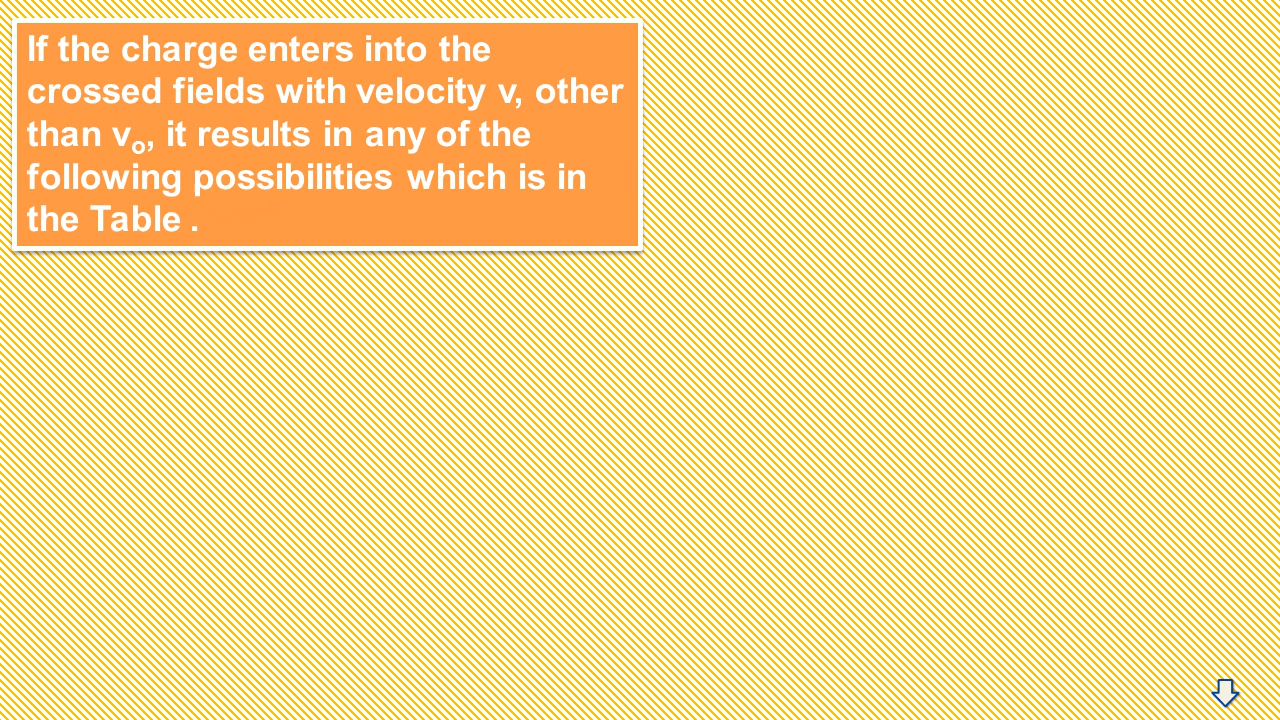 If the charge enters into the
crossed fields with velocity v, other
than vₒ, it results in any of the
following possibilities which is in
the Table .